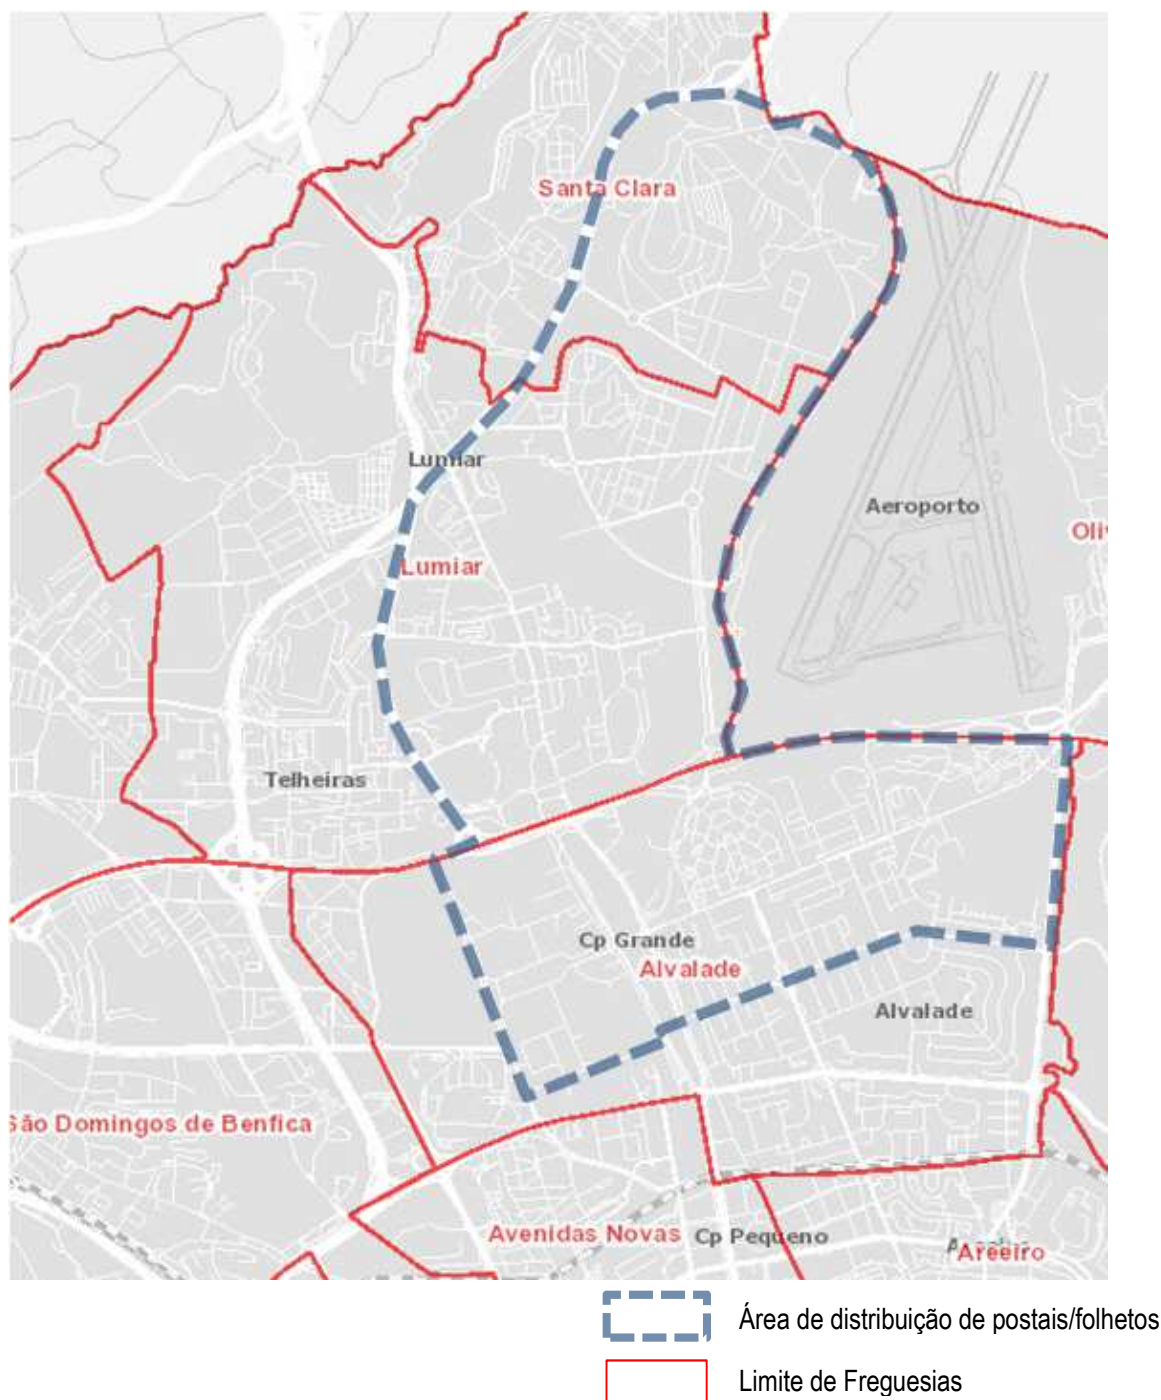 Santa Clara
Lumiar
Aeroporto
Oliv
Lumiar
Telheiras
Cp Grande
Alvalade
Alvalade
São Domingos de Benfica
Avenidas Novas
Cp Pequeno
Areeiro
Área de distribuição de postais/folhetos
Limite de Freguesias